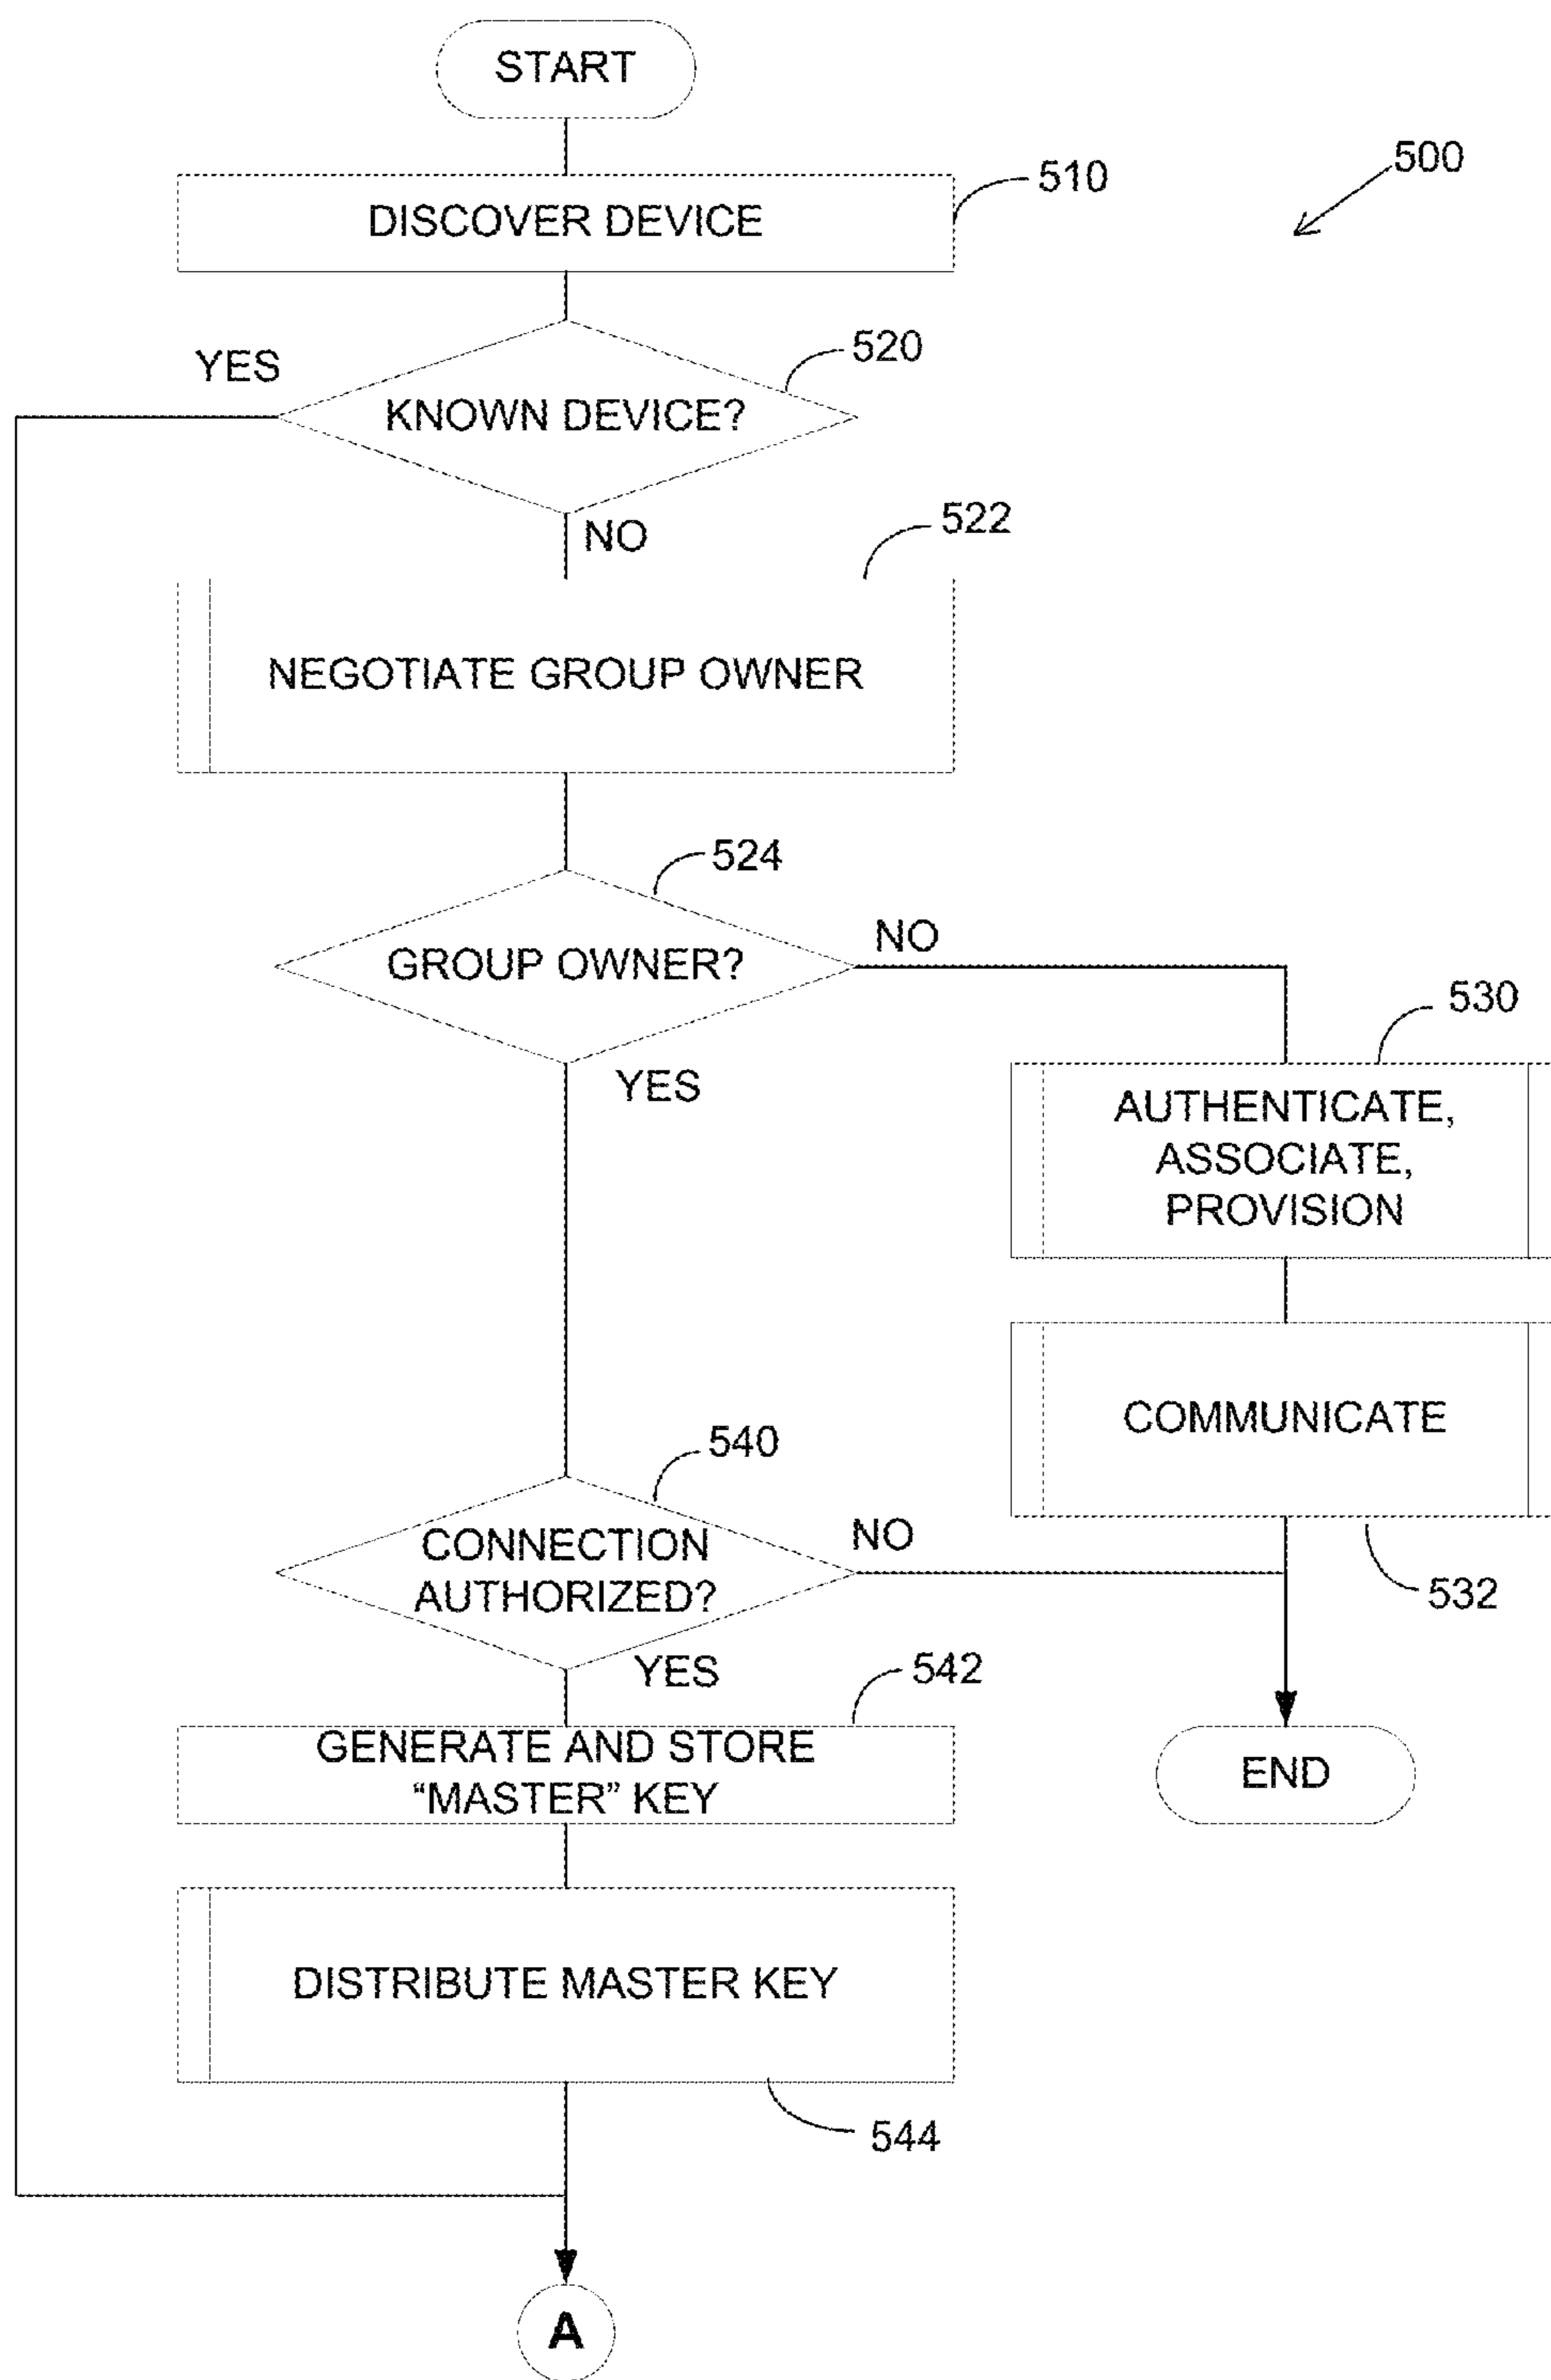 START
510
500
DISCOVER DEVICE
520
YES
KNOWN DEVICE?
522
NO
NEGOTIATE GROUP OWNER
524
NO
GROUP OWNER?
530
YES
AUTHENTICATE,
ASSOCIATE,
PROVISION
COMMUNICATE
540
NO
CONNECTION
AUTHORIZED?
532
YES
542
GENERATE AND STORE
“MASTER” KEY
END
DISTRIBUTE MASTER KEY
544
A